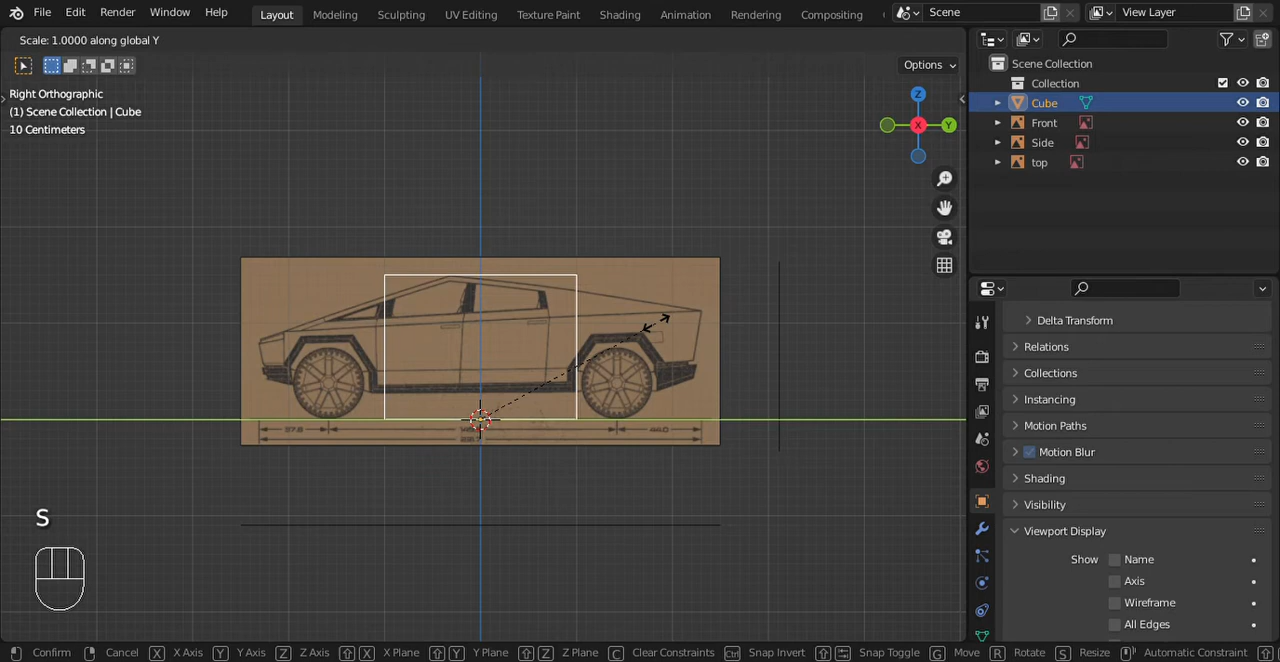 File Edit Render Window Help Layout Modeling Sculpting UV Editing Texture Paint Shading Animation Rendering Compositing Scene View Layer
Scale: 1.0000 along global Y
Options
Right Orthographic
(1) Scene Collection | Cube
10 Centimeters
Z
X
Y
S
Scene Collection
Collection
Cube
Front
Side
top
Delta Transform
Relations
Collections
Instancing
Motion Paths
Motion Blur
Shading
Visibility
Viewport Display
Show Name
Axis
Wireframe
All Edges
Confirm Cancel X X Axis Y Y Axis Z Z Axis X X Plane Y Y Plane Z Z Plane C Clear Constraints Ctrl Snap Invert Snap Toggle G Move R Rotate S Resize Automatic Constraint